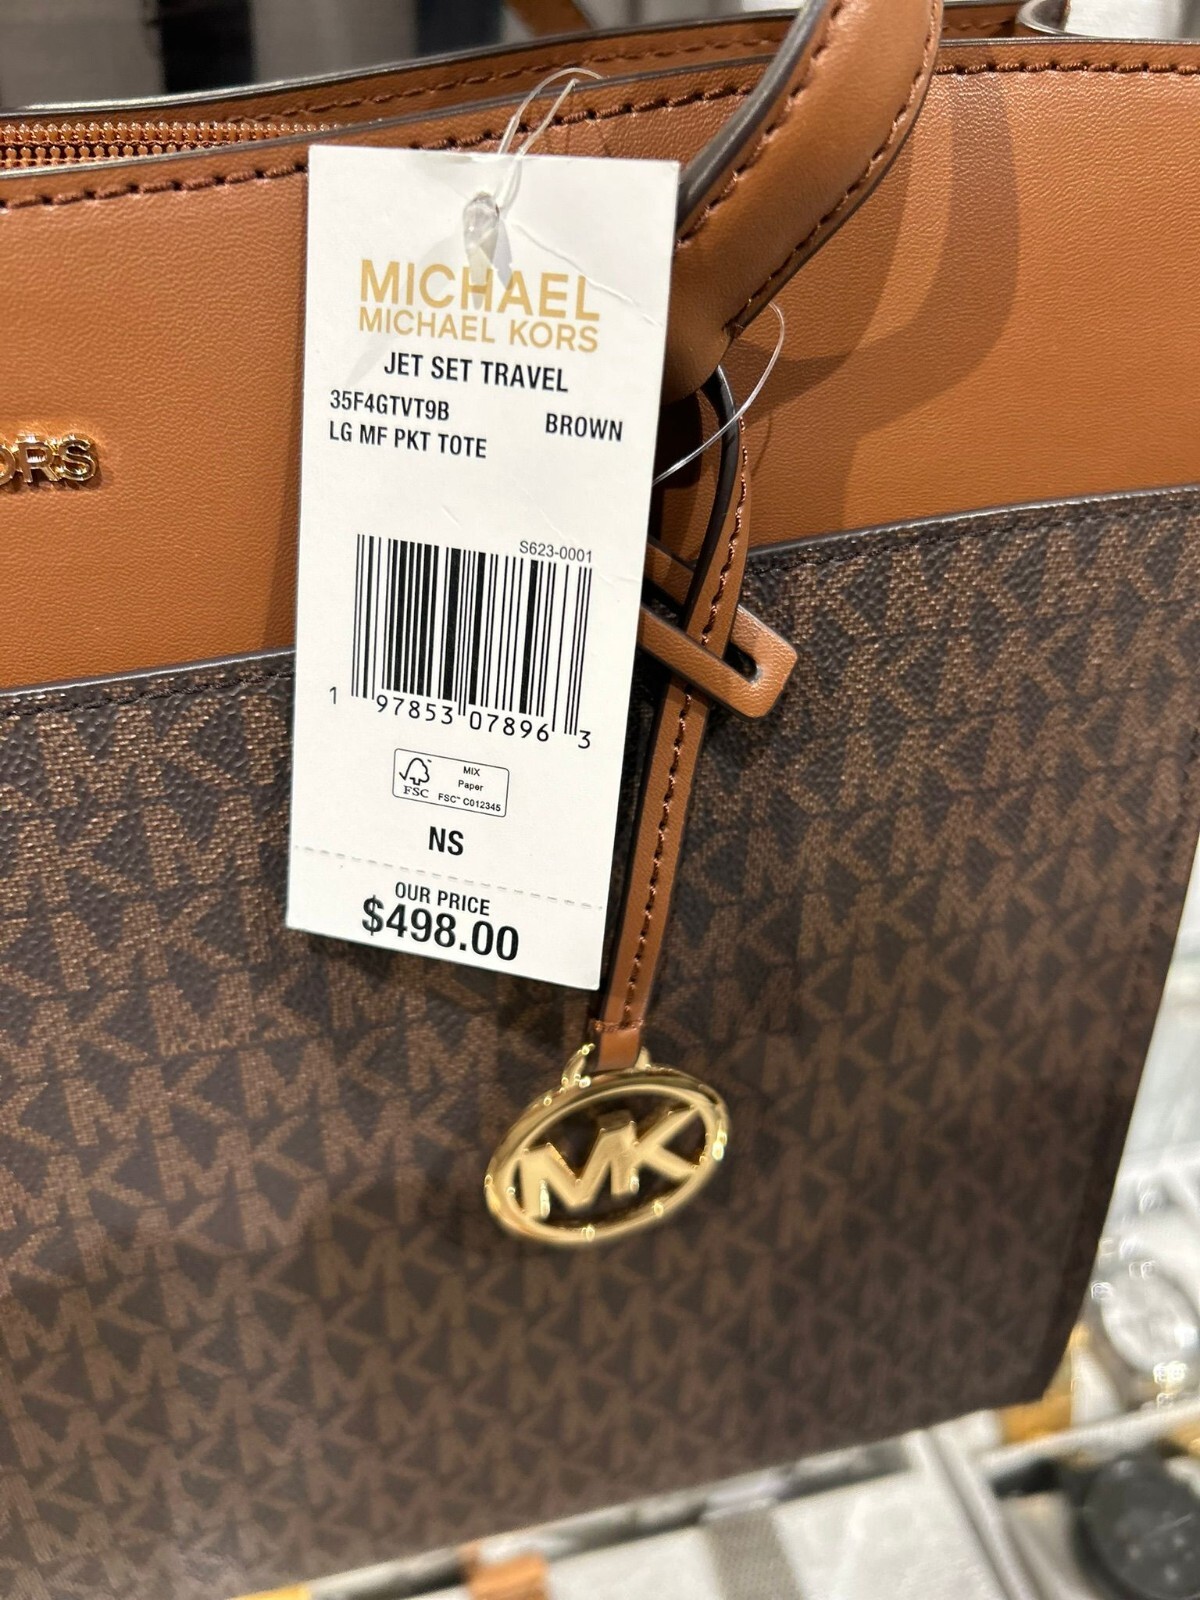 MICHAEL
MICHAEL KORS
JET SET TRAVEL
35F4GTVT9B BROWN
LG MF PKT TOTE
S623-0001
1 97853 07896 3
MIX
Paper
FSC FSC™ C012345
NS
OUR PRICE
$498.00
ORS
MK